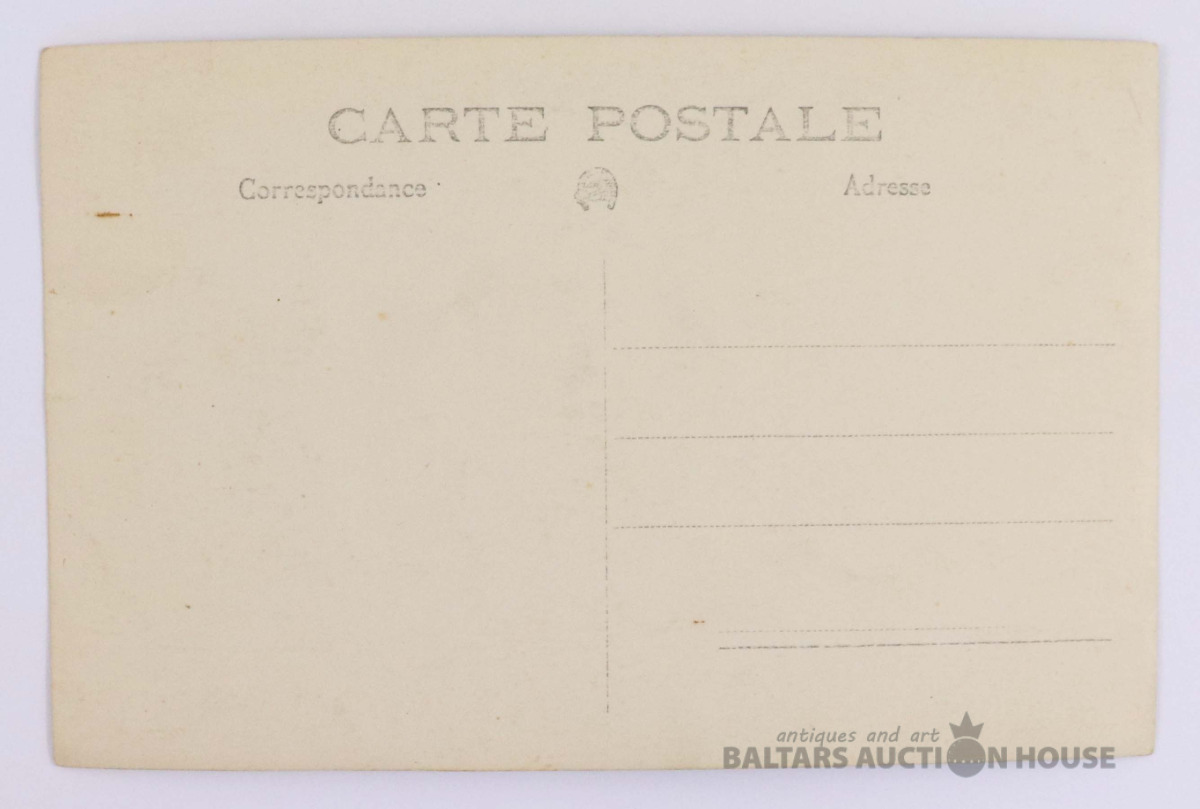 CARTE POSTALE
Correspondance
Adresse
antiques and art
BALTARS AUCTION HOUSE